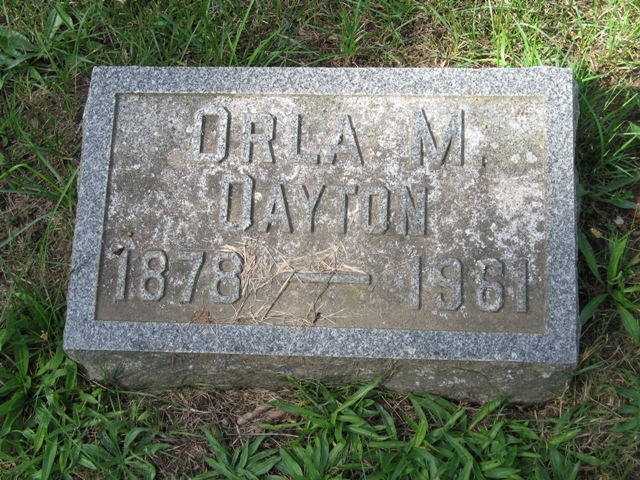 ORLA M.
DAYTON
1878 — 1961